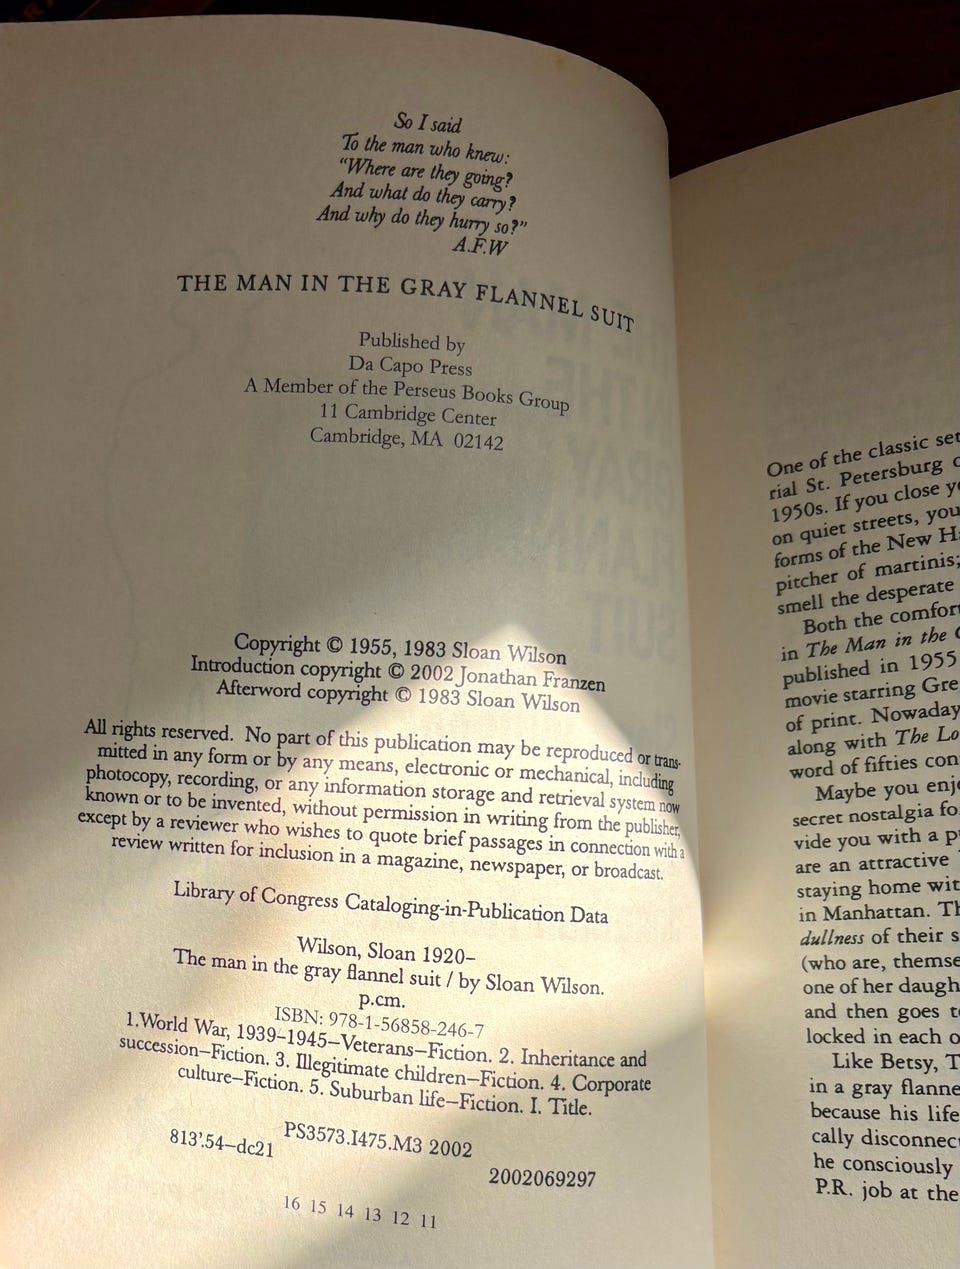 So I said
To the man who knew:
“Where are they going?
And what do they carry?
And why do they hurry so?”
A.F.W
THE MAN IN THE GRAY FLANNEL SUIT
Published by
Da Capo Press
A Member of the Perseus Books Group
11 Cambridge Center
Cambridge, MA 02142
Copyright © 1955, 1983 Sloan Wilson
Introduction copyright © 2002 Jonathan Franzen
Afterword copyright © 1983 Sloan Wilson
All rights reserved. No part of this publication may be reproduced or trans-
mitted in any form or by any means, electronic or mechanical, including
photocopy, recording, or any information storage and retrieval system now
known or to be invented, without permission in writing from the publisher,
except by a reviewer who wishes to quote brief passages in connection with a
review written for inclusion in a magazine, newspaper, or broadcast.
Library of Congress Cataloging-in-Publication Data
Wilson, Sloan 1920–
The man in the gray flannel suit / by Sloan Wilson.
p.cm.
ISBN: 978-1-56858-246-7
1.World War, 1939–1945–Veterans–Fiction. 2. Inheritance and
succession–Fiction. 3. Illegitimate children–Fiction. 4. Corporate
culture–Fiction. 5. Suburban life–Fiction. I. Title.
PS3573.I475.M3 2002
813'.54–dc21
2002069297
16 15 14 13 12 11
One of the classic
rial St. Petersburg
1950s. If you close
on quiet streets, you
forms of the New
pitcher of martinis;
smell the desperate
Both the
in The Man in the
published in 1955
movie starring
of print.
along with The
word of fifties
Maybe you
secret nostalgia
vide you with a
are an attractive
staying home
in Manhattan.
dullness of their
(who are,
one of her
and then goes
locked in each
Like Betsy,
in a gray
because his life
cally
he consciously
P.R. job at the